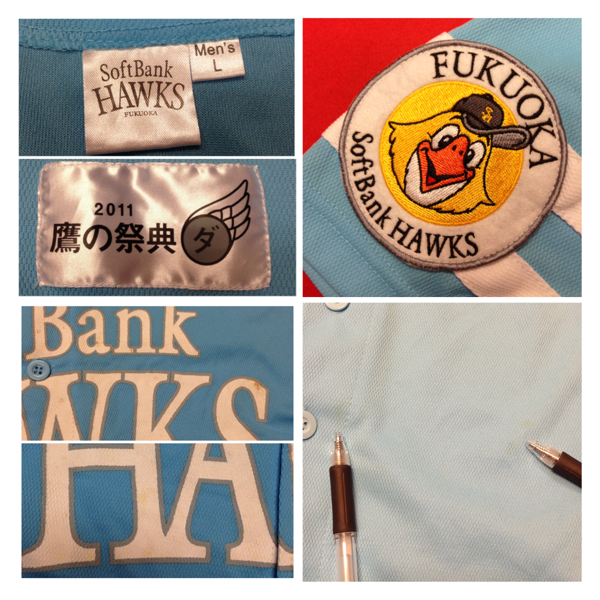 SoftBank
HAWKS
FUKUOKA
Men's
L
FUKUOKA
SoftBank HAWKS
2011
鷹の祭典 ダ
Bank
WKS
HA